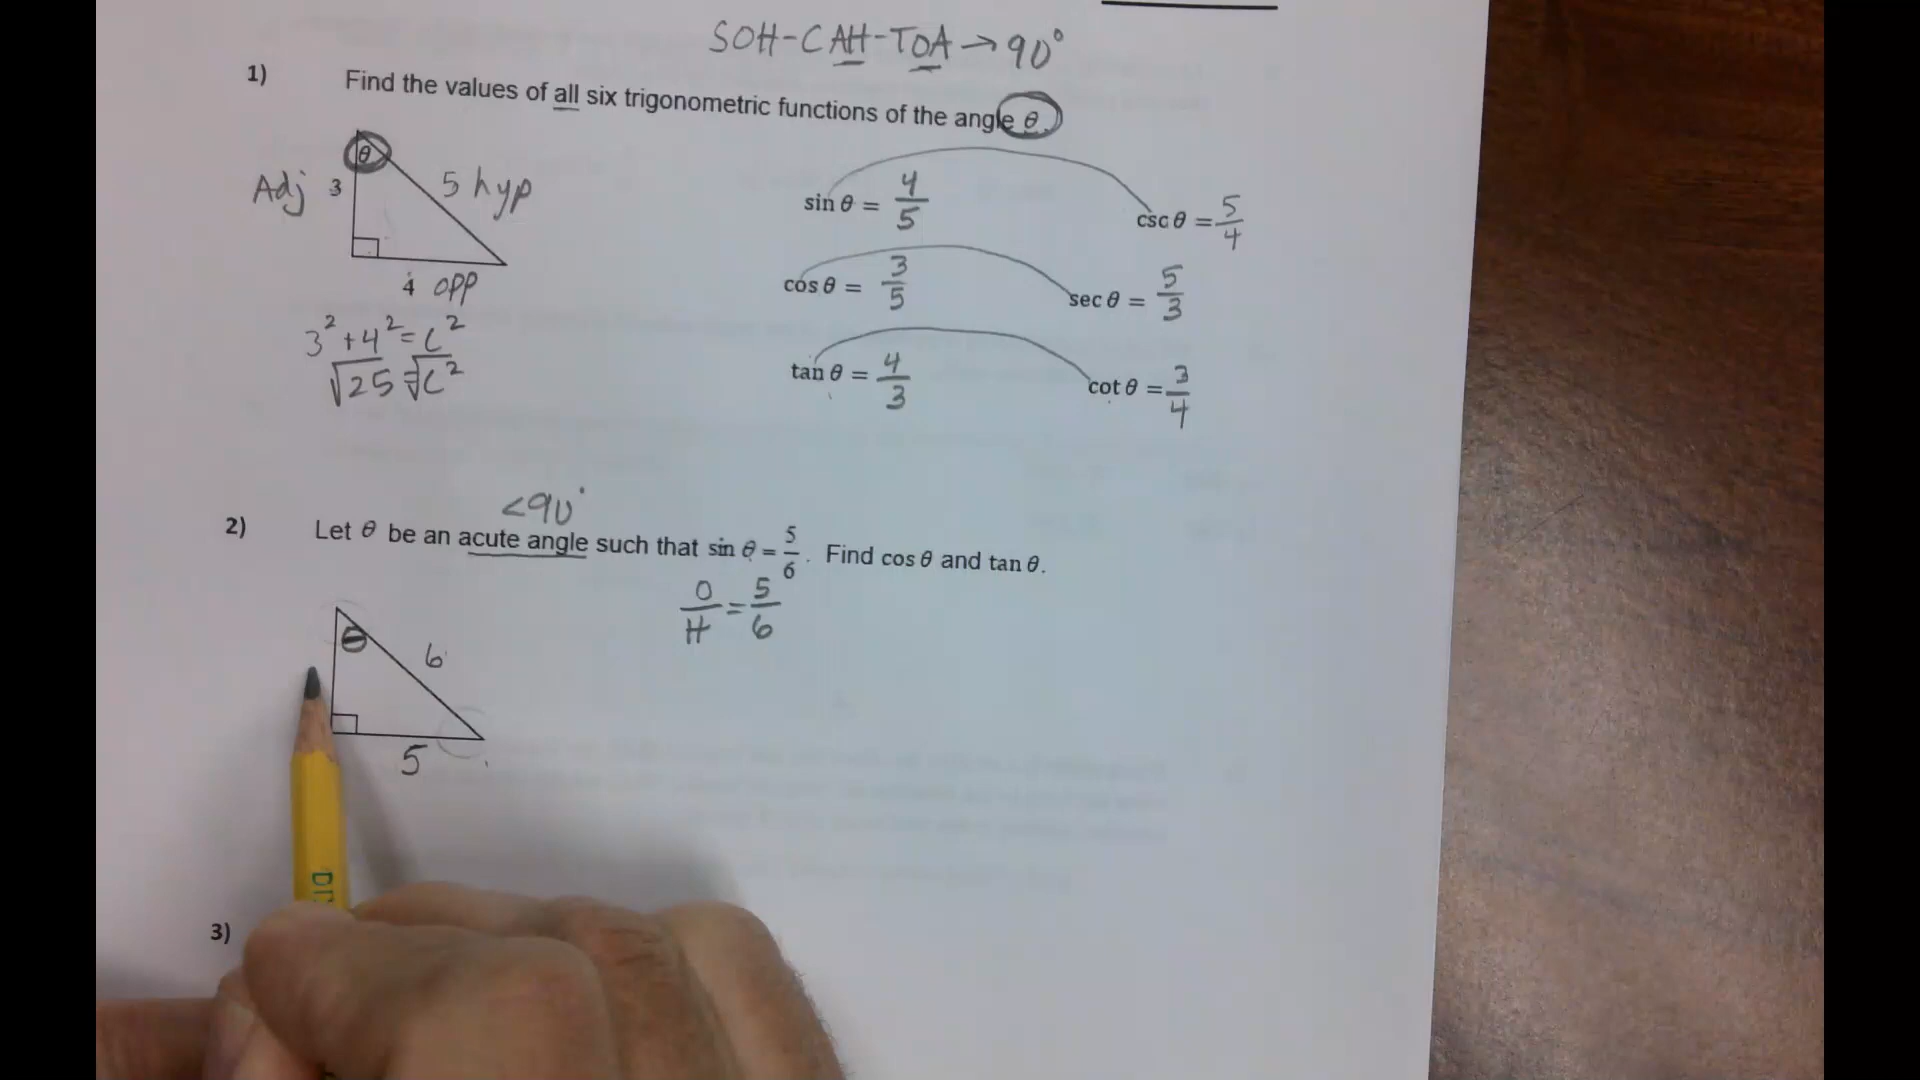 SOH-CAH-TOA → 90°
1) Find the values of all six trigonometric functions of the angle θ.
θ
Adj 3 5 hyp
4 opp
3² + 4² = c²
√25 = √c²
sin θ = 4/5 csc θ = 5/4
cos θ = 3/5 sec θ = 5/3
tan θ = 4/3 cot θ = 3/4
<90°
2) Let θ be an acute angle such that sin θ = 5/6. Find cos θ and tan θ.
O/H = 5/6
θ
6
5
3)